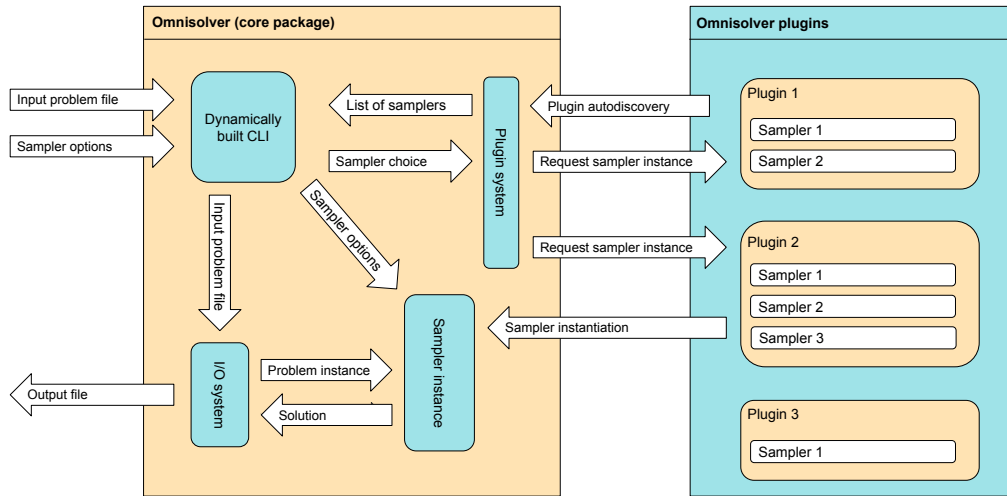 Omnisolver (core package)
Omnisolver plugins
Input problem file
Sampler options
Dynamically
built CLI
List of samplers
Sampler choice
Plugin system
Plugin autodiscovery
Request sampler instance
Request sampler instance
Plugin 1
Sampler 1
Sampler 2
Input problem file
Sampler options
Plugin 2
Sampler 1
Sampler 2
Sampler 3
Sampler instantiation
Sampler instance
I/O system
Problem instance
Solution
Output file
Plugin 3
Sampler 1